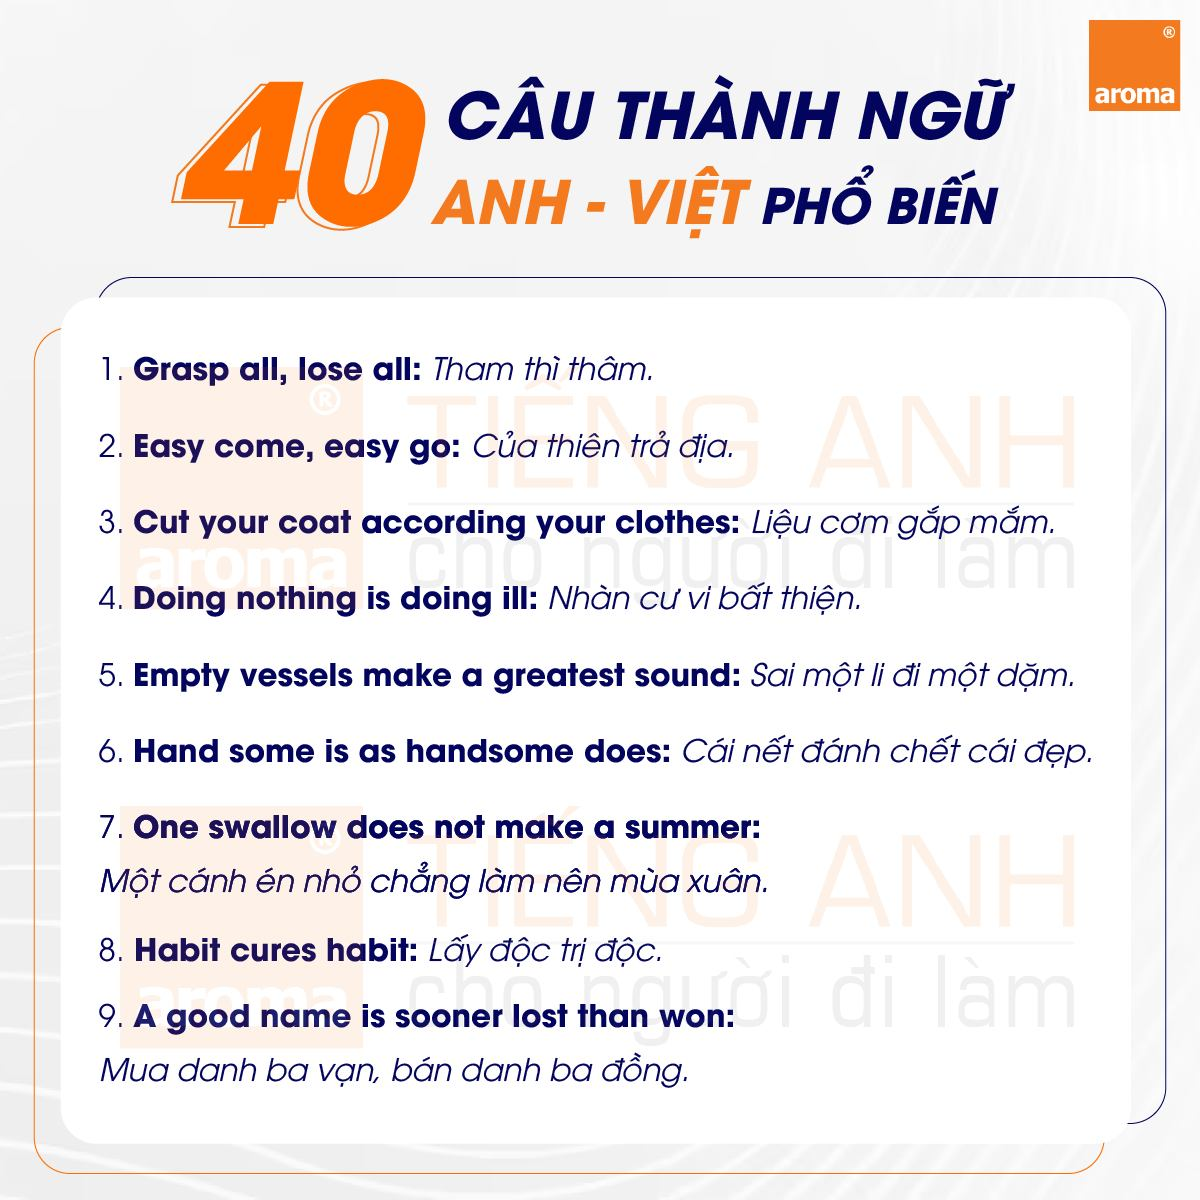 aroma®
40 CÂU THÀNH NGỮ
ANH - VIỆT PHỔ BIẾN
1. Grasp all, lose all: Tham thì thâm.
2. Easy come, easy go: Của thiên trả địa.
3. Cut your coat according your clothes: Liệu cơm gắp mắm.
4. Doing nothing is doing ill: Nhàn cư vi bất thiện.
5. Empty vessels make a greatest sound: Sai một li đi một dặm.
6. Hand some is as handsome does: Cái nết đánh chết cái đẹp.
7. One swallow does not make a summer:
Một cánh én nhỏ chẳng làm nên mùa xuân.
8. Habit cures habit: Lấy độc trị độc.
9. A good name is sooner lost than won:
Mua danh ba vạn, bán danh ba đồng.
aroma® TIẾNG ANH
cho người đi làm
aroma® TIẾNG ANH
cho người đi làm